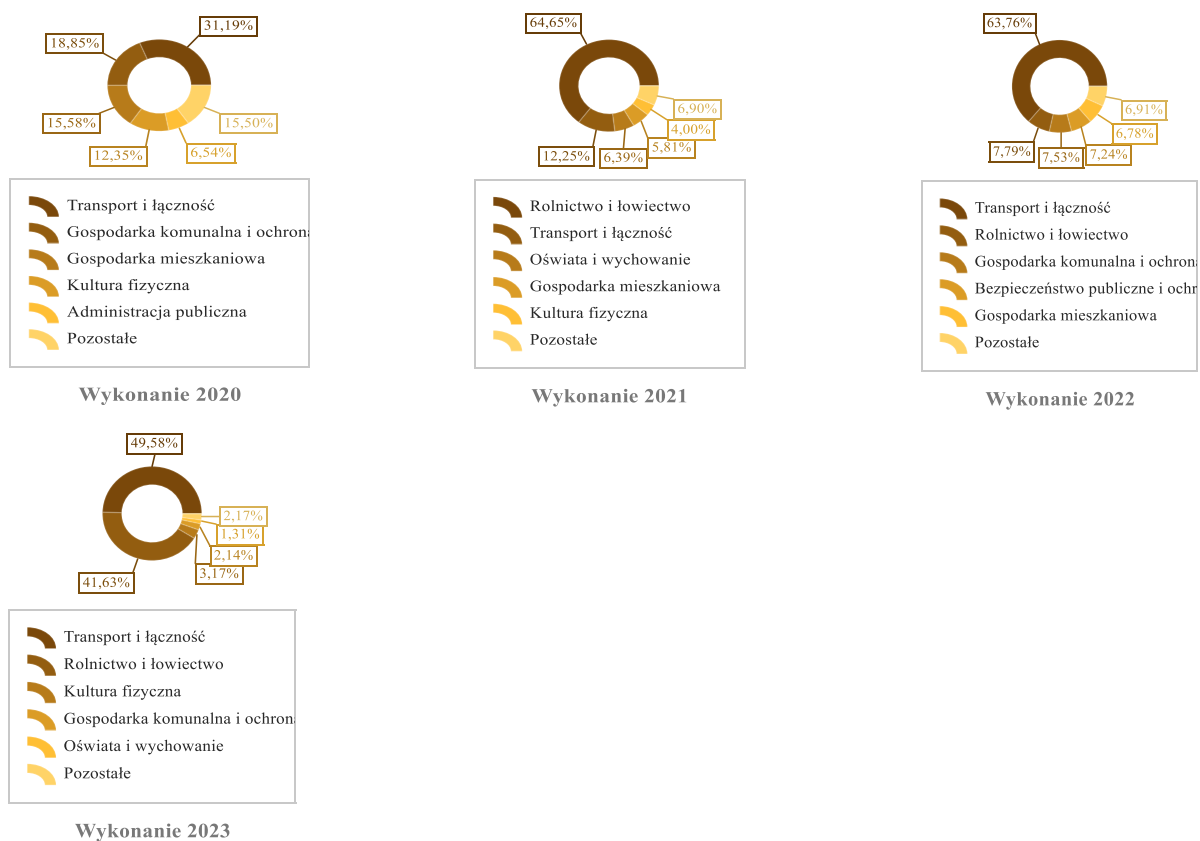 31,19%
18,85%
15,58%
12,35%
6,54%
15,50%
Transport i łączność
Gospodarka komunalna i ochrona
Gospodarka mieszkaniowa
Kultura fizyczna
Administracja publiczna
Pozostałe
Wykonanie 2020
64,65%
12,25%
6,39%
5,81%
4,00%
6,90%
Rolnictwo i łowiectwo
Transport i łączność
Oświata i wychowanie
Gospodarka mieszkaniowa
Kultura fizyczna
Pozostałe
Wykonanie 2021
63,76%
7,79%
7,53%
7,24%
6,78%
6,91%
Transport i łączność
Rolnictwo i łowiectwo
Gospodarka komunalna i ochrona
Bezpieczeństwo publiczne i ochr
Gospodarka mieszkaniowa
Pozostałe
Wykonanie 2022
49,58%
41,63%
3,17%
2,14%
1,31%
2,17%
Transport i łączność
Rolnictwo i łowiectwo
Kultura fizyczna
Gospodarka komunalna i ochrona
Oświata i wychowanie
Pozostałe
Wykonanie 2023